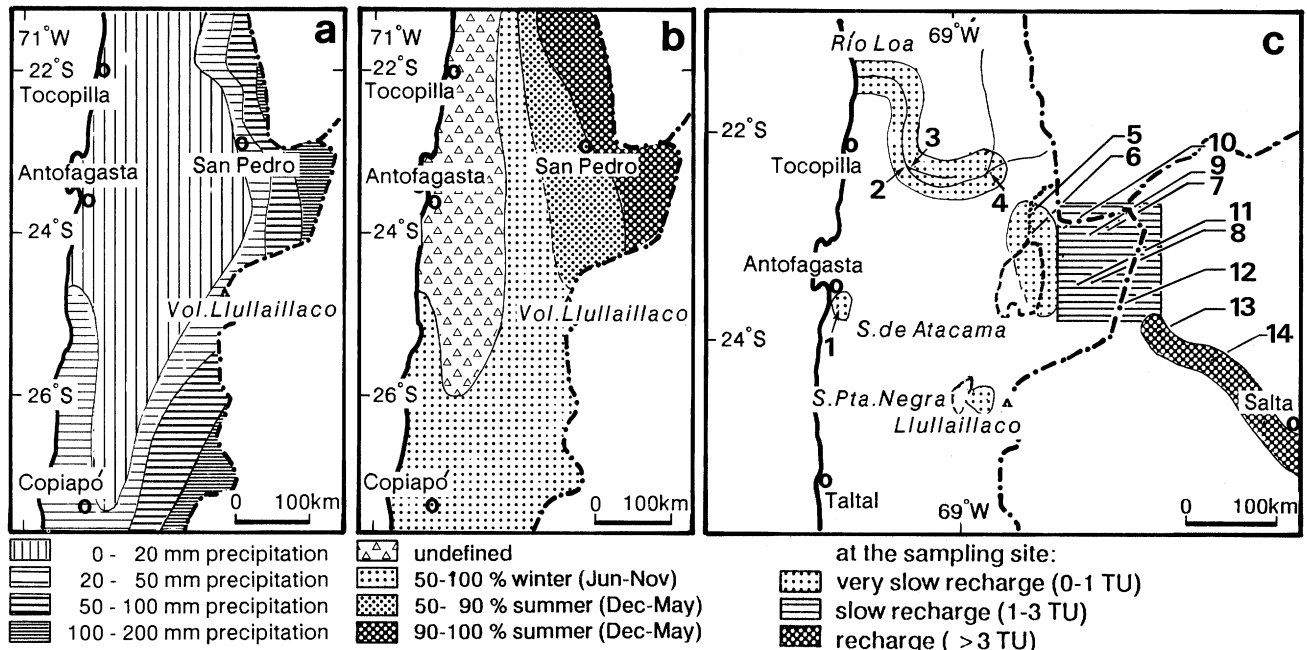 a
71°W
22°S
Tocopilla
San Pedro
Antofagasta
24°S
Vol.Llullaillaco
26°S
Copiapó
0 100km
0 - 20 mm precipitation
20 - 50 mm precipitation
50 - 100 mm precipitation
100 - 200 mm precipitation
b
71°W
22°S
Tocopilla
San Pedro
Antofagasta
24°S
Vol.Llullaillaco
26°S
Copiapó
0 100km
undefined
50-100 % winter (Jun-Nov)
50- 90 % summer (Dec-May)
90-100 % summer (Dec-May)
c
Río Loa
69°W
22°S
Tocopilla
3
2
4
5
6
10
9
7
11
8
12
13
14
Antofagasta
1
S.de Atacama
24°S
S.Pta.Negra
Llullaillaco
Salta
Taltal
69°W
0 100km
at the sampling site:
very slow recharge (0-1 TU)
slow recharge (1-3 TU)
recharge ( >3 TU)